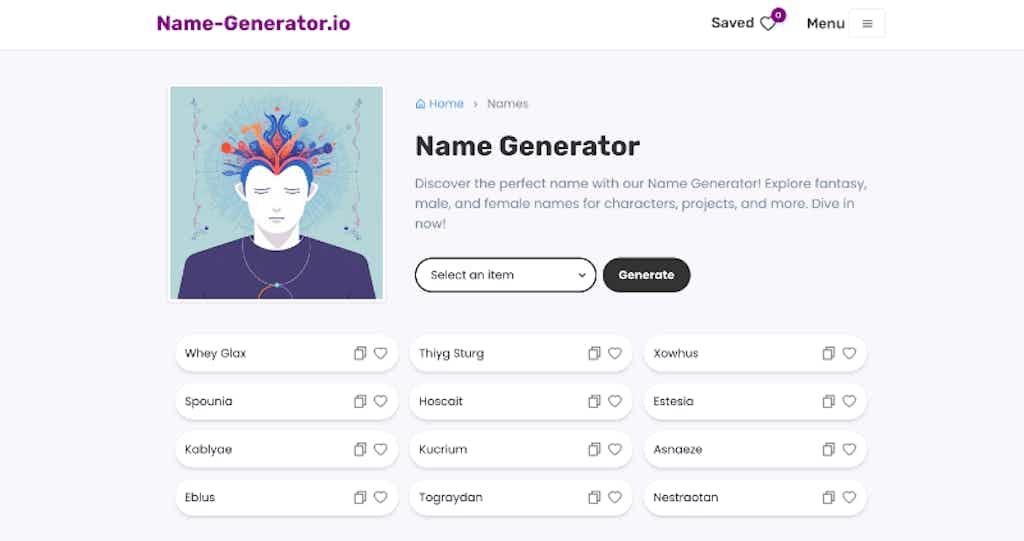 Name-Generator.io
Saved 0
Menu
Home › Names
Name Generator
Discover the perfect name with our Name Generator! Explore fantasy,
male, and female names for characters, projects, and more. Dive in
now!
Select an item
Generate
Whey Glax
Thiyg Sturg
Xowhus
Spounia
Hoscait
Estesia
Kablyae
Kucrium
Asnaeze
Eblus
Tograydan
Nestraotan